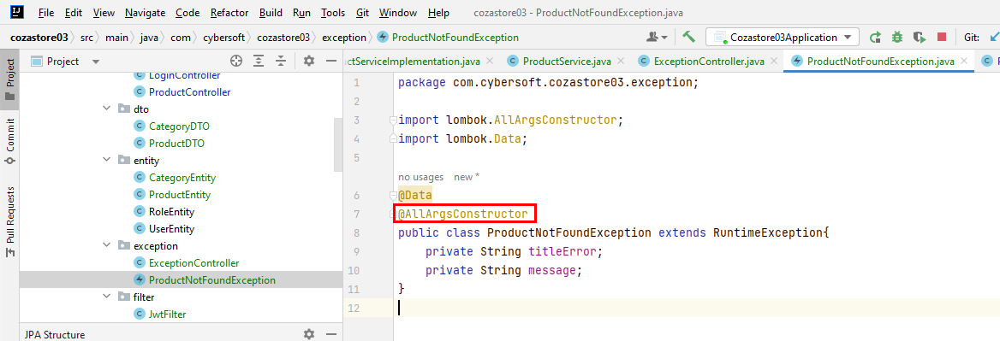 IJ File Edit View Navigate Code Refactor Build Run Tools Git Window Help cozastore03 - ProductNotFoundException.java
cozastore03 〉 src 〉 main 〉 java 〉 com 〉 cybersoft 〉 cozastore03 〉 exception 〉 ProductNotFoundException Cozastore03Application Git:
Project
ctServiceImplementation.java × ProductService.java × ExceptionController.java × ProductNotFoundException.java ×
Project
Commit
Pull Requests
LoginController
ProductController
dto
CategoryDTO
ProductDTO
entity
CategoryEntity
ProductEntity
RoleEntity
UserEntity
exception
ExceptionController
ProductNotFoundException
filter
JwtFilter
JPA Structure
1 package com.cybersoft.cozastore03.exception;
2
3 import lombok.AllArgsConstructor;
4 import lombok.Data;
5
no usages new *
6 @Data
7 @AllArgsConstructor
8 public class ProductNotFoundException extends RuntimeException{
9 private String titleError;
10 private String message;
11 }
12